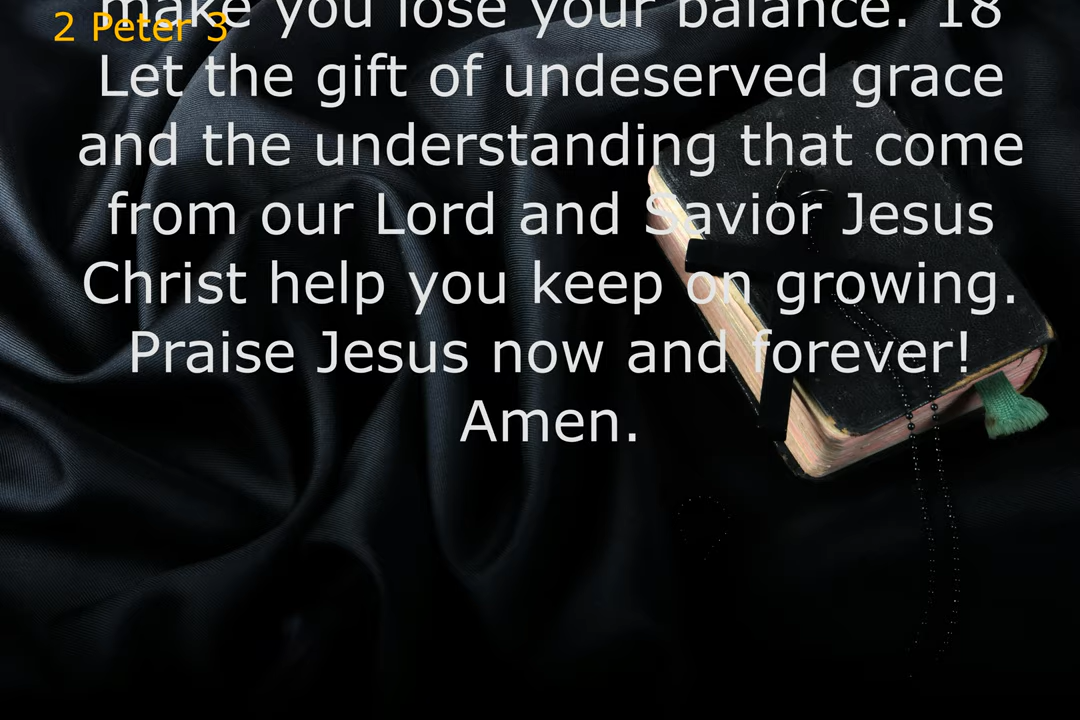 make you lose your balance. 18
2 Peter 3
Let the gift of undeserved grace
and the understanding that come
from our Lord and Savior Jesus
Christ help you keep on growing.
Praise Jesus now and forever!
Amen.